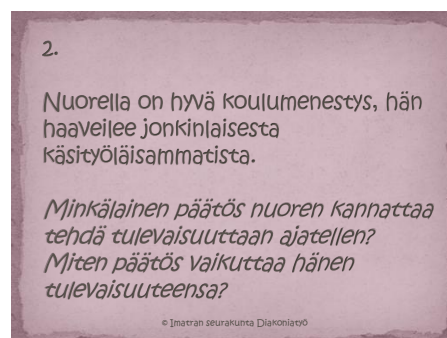 2.
Nuorella on hyvä koulumenestys, hän
haaveilee jonkinlaisesta
käsityöläisammatista.
Minkälainen päätös nuoren kannattaa
tehdä tulevaisuuttaan ajatellen?
Miten päätös vaikuttaa hänen
tulevaisuuteensa?
© Imatran seurakunta Diakoniatyö